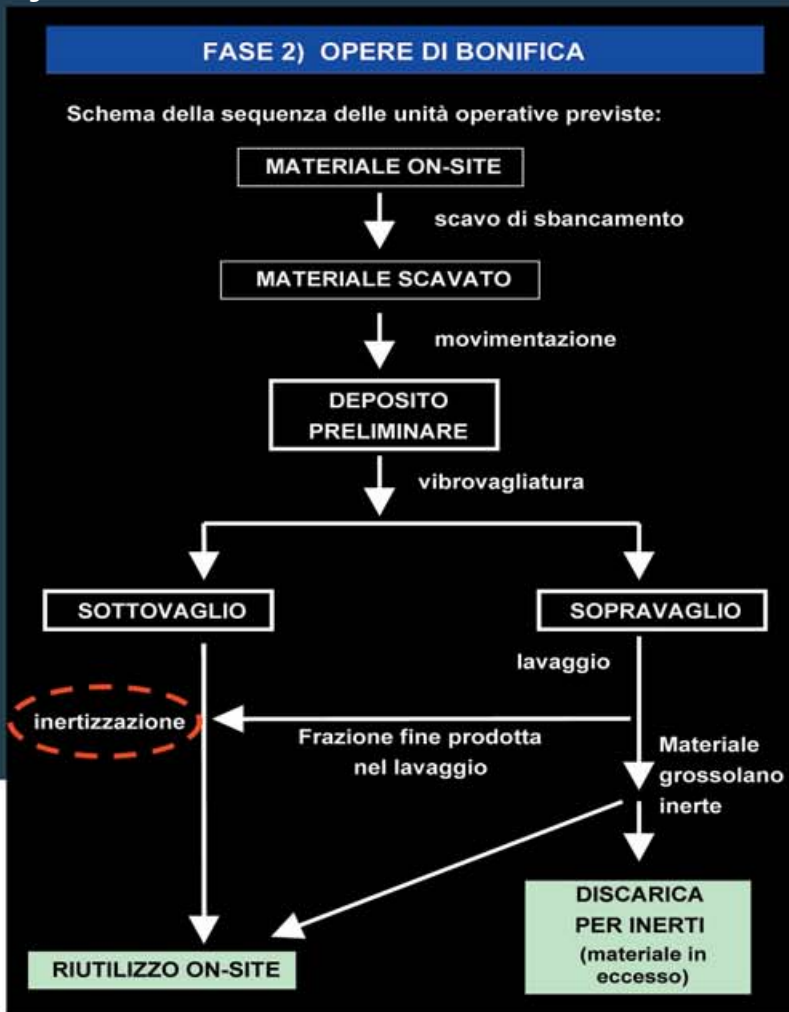 FASE 2) OPERE DI BONIFICA
Schema della sequenza delle unità operative previste:
MATERIALE ON-SITE
scavo di sbancamento
MATERIALE SCAVATO
movimentazione
DEPOSITO
PRELIMINARE
vibrovagliatura
SOTTOVAGLIO
SOPRAVAGLIO
lavaggio
inertizzazione
Frazione fine prodotta
nel lavaggio
Materiale
grossolano
inerte
DISCARICA
PER INERTI
(materiale in
eccesso)
RIUTILIZZO ON-SITE